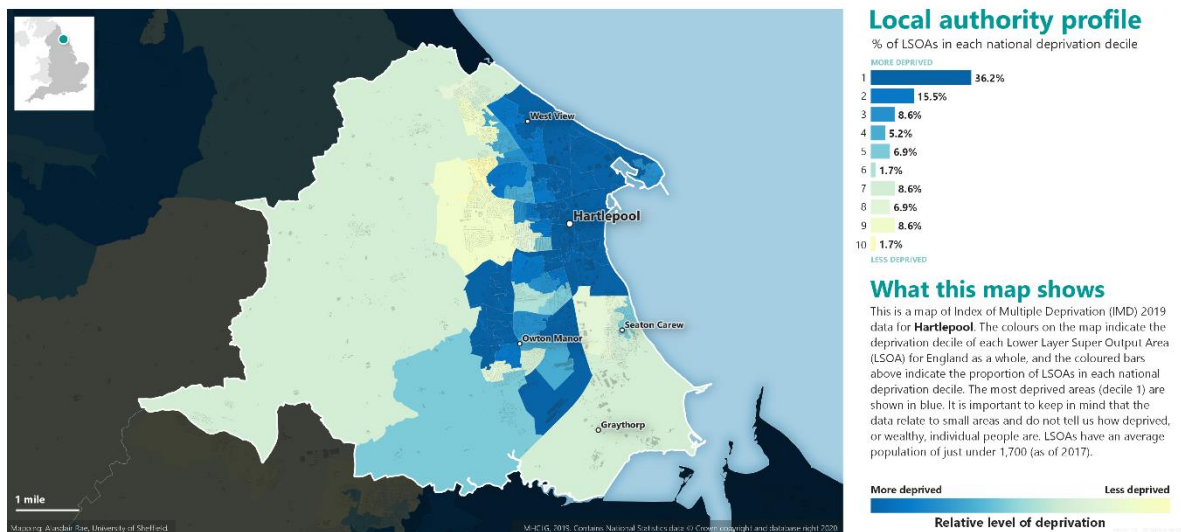 West View
Hartlepool
Seaton Carew
Owton Manor
Graythorp
1 mile
Mapping: Alasdair Rae, University of Sheffield.
MHCLG, 2019. Contains National Statistics data © Crown copyright and database right 2020
Local authority profile
% of LSOAs in each national deprivation decile
MORE DEPRIVED
1 36.2%
2 15.5%
3 8.6%
4 5.2%
5 6.9%
6 1.7%
7 8.6%
8 6.9%
9 8.6%
10 1.7%
LESS DEPRIVED
What this map shows
This is a map of Index of Multiple Deprivation (IMD) 2019
data for Hartlepool. The colours on the map indicate the
deprivation decile of each Lower Layer Super Output Area
(LSOA) for England as a whole, and the coloured bars
above indicate the proportion of LSOAs in each national
deprivation decile. The most deprived areas (decile 1) are
shown in blue. It is important to keep in mind that the
data relate to small areas and do not tell us how deprived,
or wealthy, individual people are. LSOAs have an average
population of just under 1,700 (as of 2017).
More deprived Less deprived
Relative level of deprivation